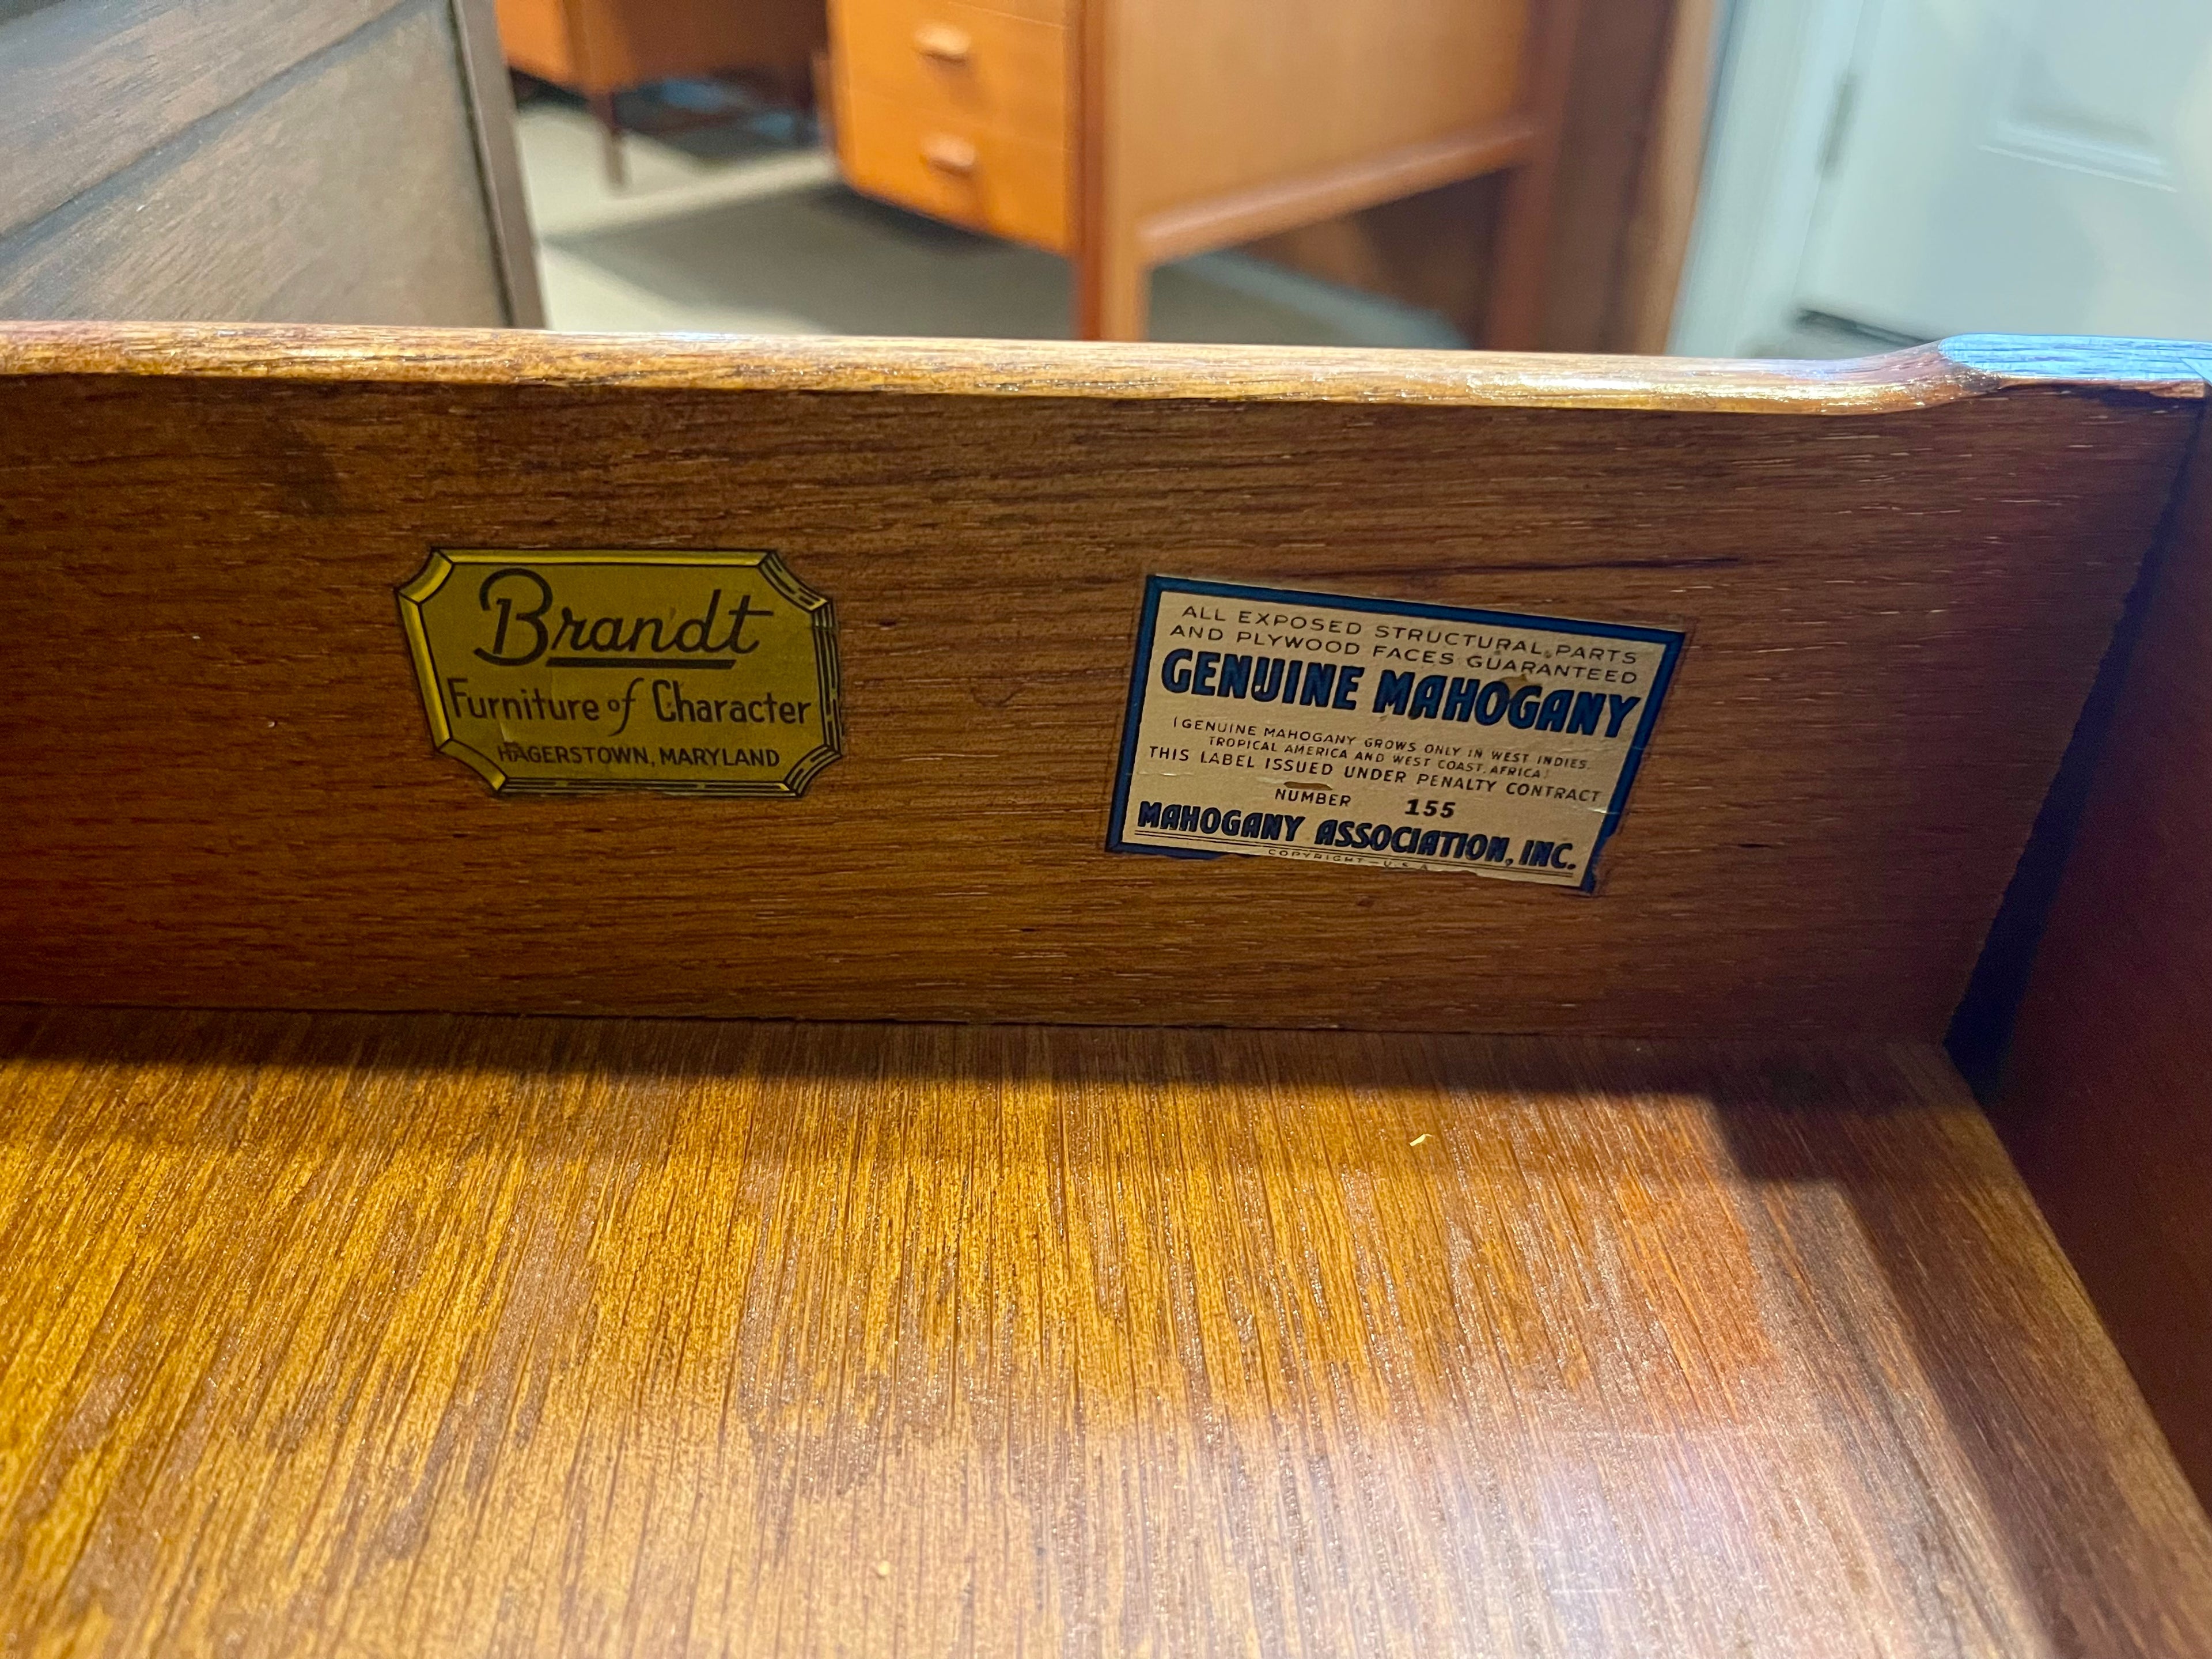 Brandt
Furniture of Character
HAGERSTOWN, MARYLAND
ALL EXPOSED STRUCTURAL PARTS
AND PLYWOOD FACES GUARANTEED
GENUINE MAHOGANY
(GENUINE MAHOGANY GROWS ONLY IN WEST INDIES.
TROPICAL AMERICA AND WEST COAST. AFRICA)
THIS LABEL ISSUED UNDER PENALTY CONTRACT
NUMBER 155
MAHOGANY ASSOCIATION, INC.
COPYRIGHT-U.S.A.